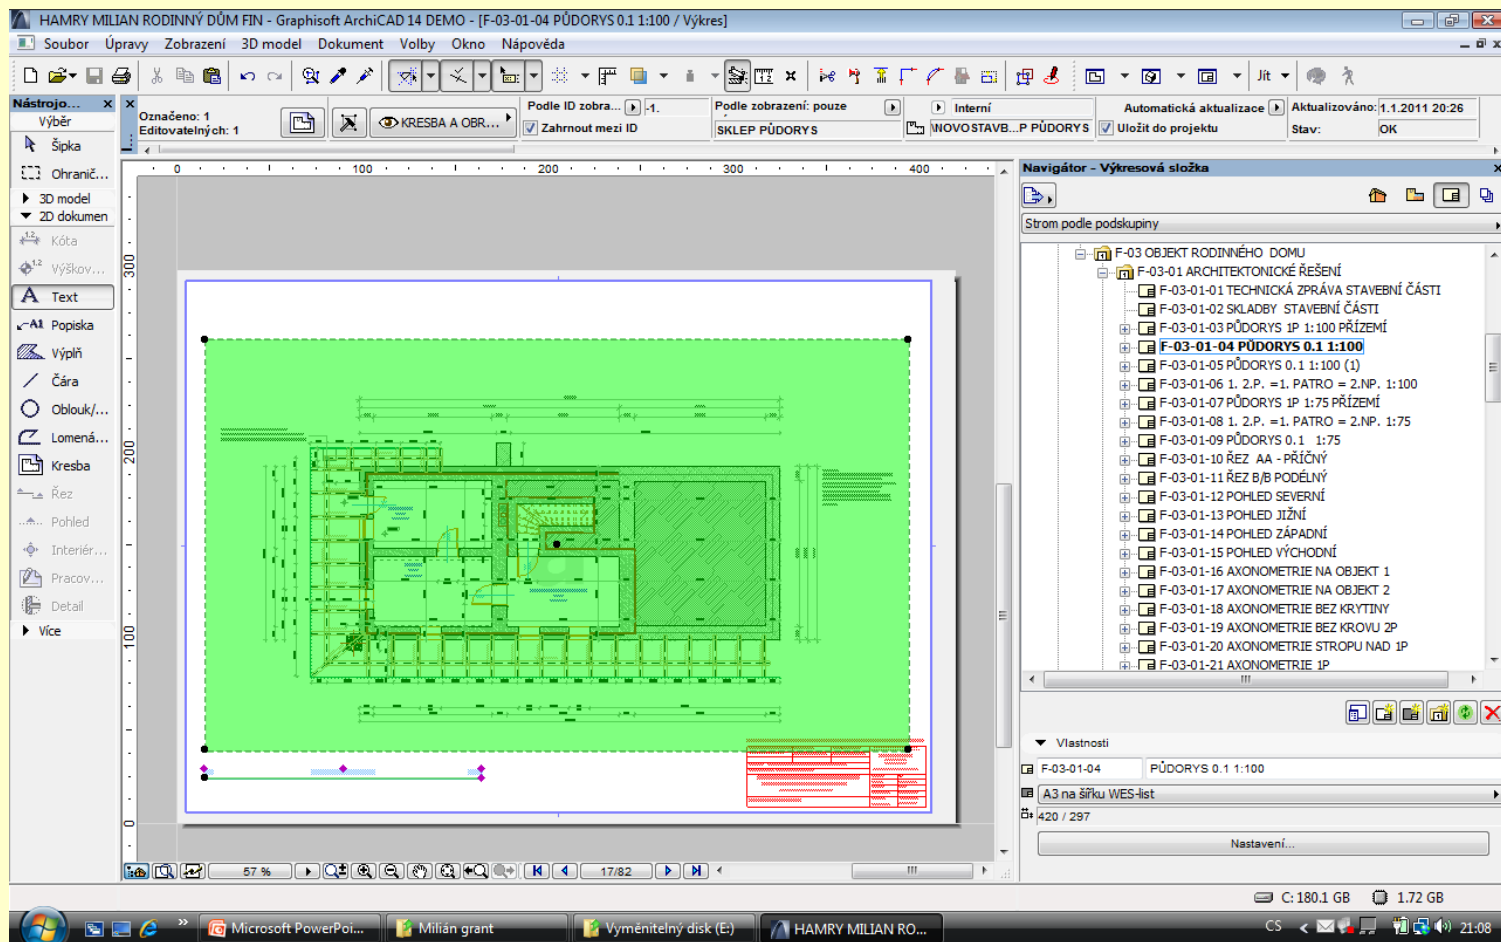 HAMRY MILIAN RODINNÝ DŮM FIN - Graphisoft ArchiCAD 14 DEMO - [F-03-01-04 PŮDORYS 0.1 1:100 / Výkres]
Soubor Úpravy Zobrazení 3D model Dokument Volby Okno Nápověda
Jít
Nástrojo...
Výběr
Šipka
Ohranič...
3D model
2D dokumen
Kóta
Výškov...
Text
Popiska
Výplň
Čára
Oblouk/...
Lomená...
Kresba
Řez
Pohled
Interiér...
Pracov...
Detail
Více
Označeno: 1
Editovatelných: 1
KRESBA A OBR...
Podle ID zobra... -1.
Zahrnout mezi ID
Podle zobrazení: pouze
SKLEP PŮDORYS
Interní
\NOVOSTAVB...P PŮDORYS
Automatická aktualizace
Uložit do projektu
Aktualizováno: 1.1.2011 20:26
Stav: OK
0 100 200 300 400
300
200
100
0
57 %
17/82
Navigátor - Výkresová složka
Strom podle podskupiny
F-03 OBJEKT RODINNÉHO DOMU
F-03-01 ARCHITEKTONICKÉ ŘEŠENÍ
F-03-01-01 TECHNICKÁ ZPRÁVA STAVEBNÍ ČÁSTI
F-03-01-02 SKLADBY STAVEBNÍ ČÁSTI
F-03-01-03 PŮDORYS 1P 1:100 PŘÍZEMÍ
F-03-01-04 PŮDORYS 0.1 1:100
F-03-01-05 PŮDORYS 0.1 1:100 (1)
F-03-01-06 1. 2.P. =1. PATRO = 2.NP. 1:100
F-03-01-07 PŮDORYS 1P 1:75 PŘÍZEMÍ
F-03-01-08 1. 2.P. =1. PATRO = 2.NP. 1:75
F-03-01-09 PŮDORYS 0.1 1:75
F-03-01-10 ŘEZ AA - PŘÍČNÝ
F-03-01-11 ŘEZ B/B PODÉLNÝ
F-03-01-12 POHLED SEVERNÍ
F-03-01-13 POHLED JIŽNÍ
F-03-01-14 POHLED ZÁPADNÍ
F-03-01-15 POHLED VÝCHODNÍ
F-03-01-16 AXONOMETRIE NA OBJEKT 1
F-03-01-17 AXONOMETRIE NA OBJEKT 2
F-03-01-18 AXONOMETRIE BEZ KRYTINY
F-03-01-19 AXONOMETRIE BEZ KROVU 2P
F-03-01-20 AXONOMETRIE STROPU NAD 1P
F-03-01-21 AXONOMETRIE 1P
Vlastnosti
F-03-01-04 PŮDORYS 0.1 1:100
A3 na šířku WES-list
420 / 297
Nastavení...
C: 180.1 GB 1.72 GB
Microsoft PowerPoi... Milián grant Vyměnitelný disk (E:) HAMRY MILIAN RO... CS 21:08